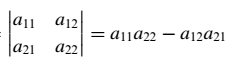 = |a₁₁ a₁₂| = a₁₁a₂₂ − a₁₂a₂₁
|a₂₁ a₂₂|